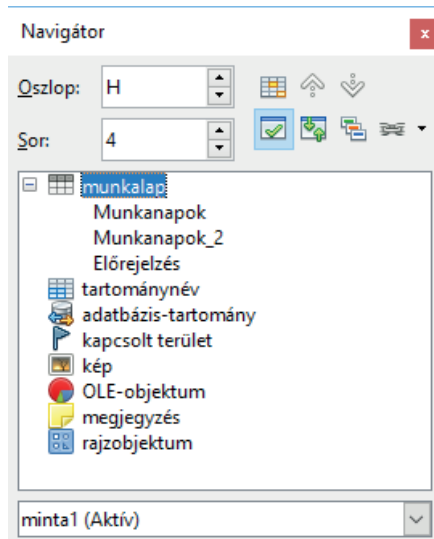 Navigátor
x
Oszlop:
H
Sor:
4
munkalap
Munkanapok
Munkanapok_2
Előrejelzés
tartománynév
adatbázis-tartomány
kapcsolt terület
kép
OLE-objektum
megjegyzés
rajzobjektum
minta1 (Aktív)